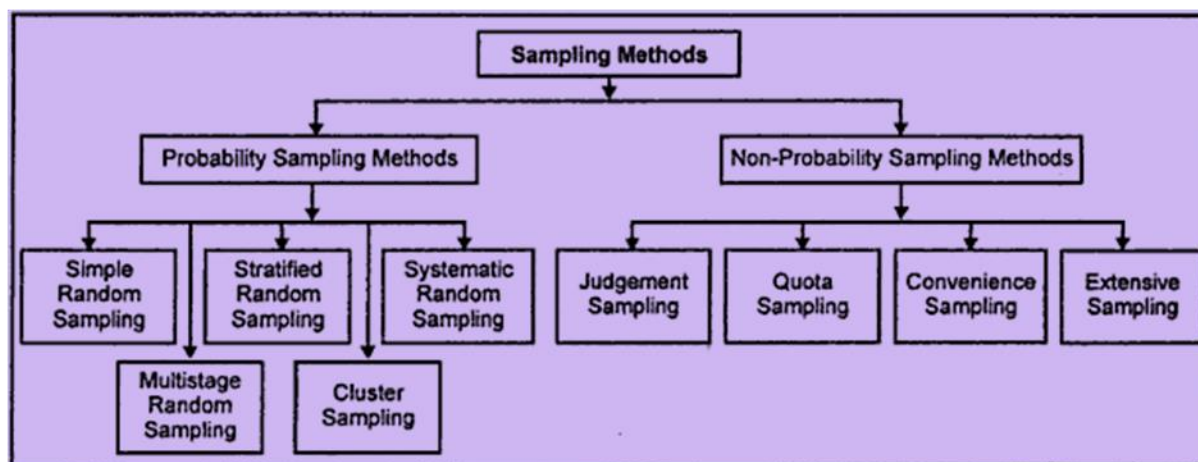 Sampling Methods
Probability Sampling Methods
Non-Probability Sampling Methods
Simple
Random
Sampling
Stratified
Random
Sampling
Systematic
Random
Sampling
Judgement
Sampling
Quota
Sampling
Convenience
Sampling
Extensive
Sampling
Multistage
Random
Sampling
Cluster
Sampling